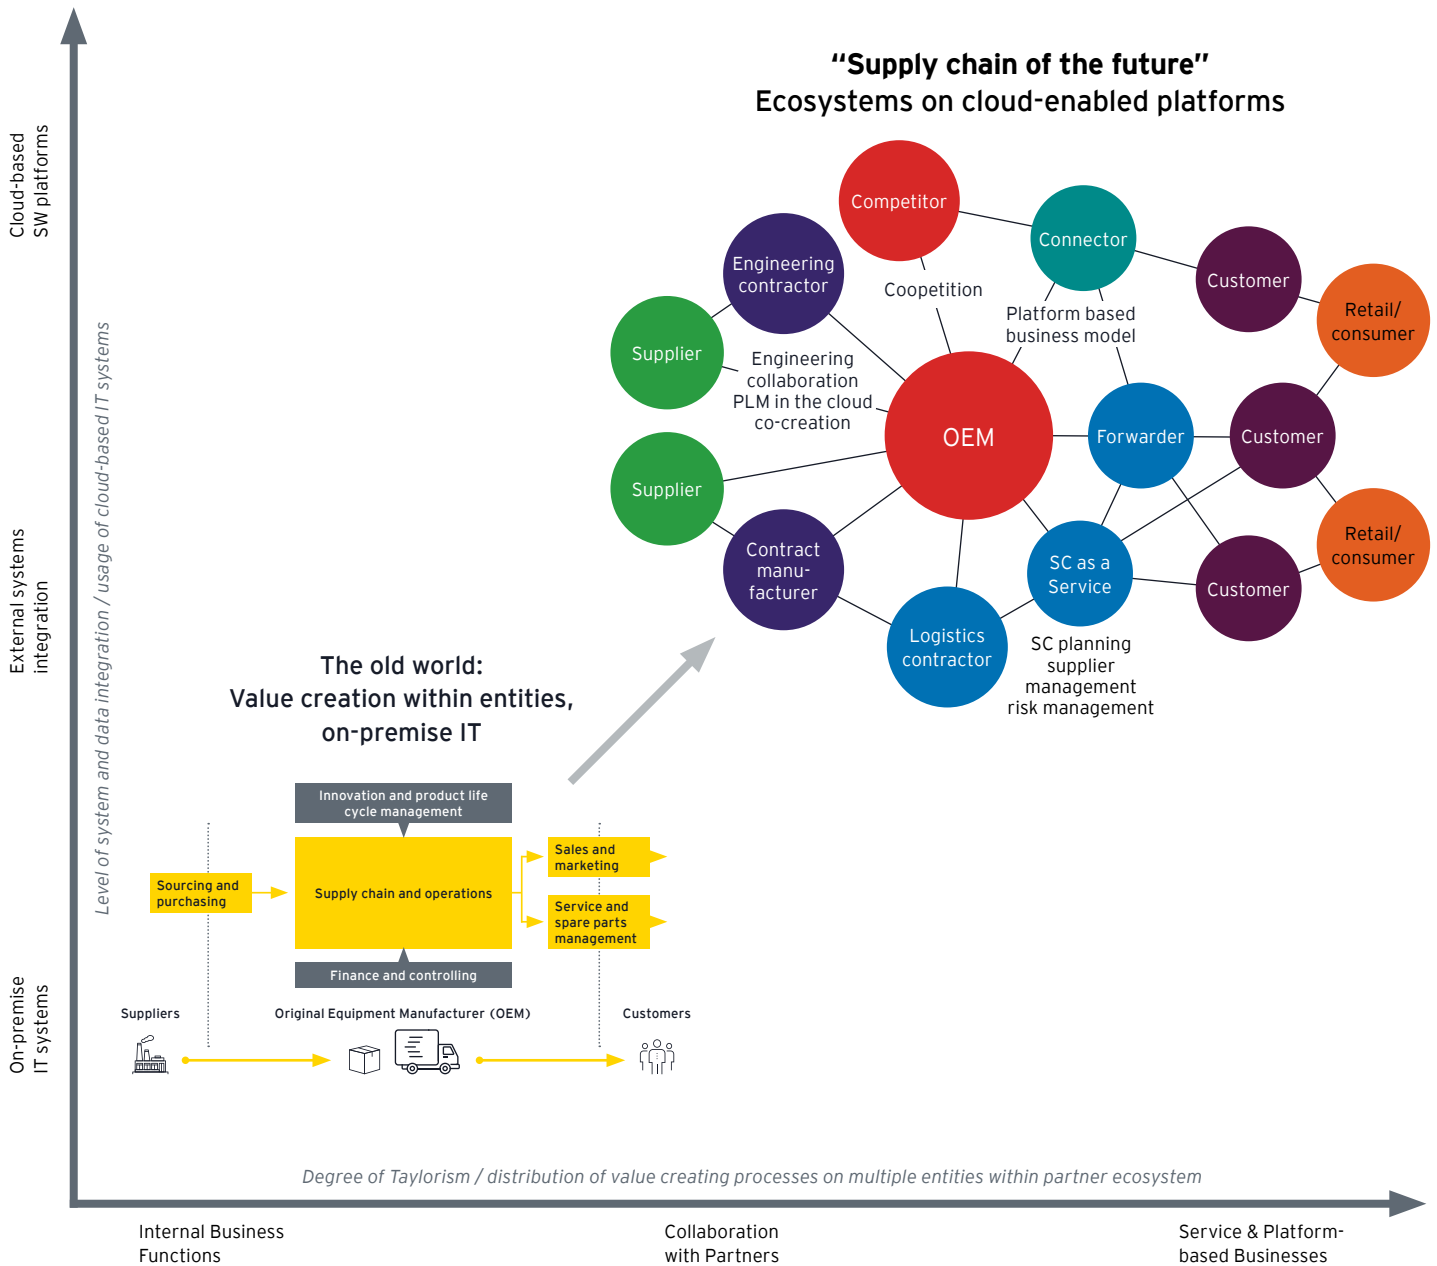 “Supply chain of the future”
Ecosystems on cloud-enabled platforms
Cloud-based
SW platforms
External systems
integration
On-premise
IT systems
Level of system and data integration / usage of cloud-based IT systems
Competitor
Connector
Engineering
contractor
Customer
Coopetition
Retail/
consumer
Platform based
business model
Supplier
Engineering
collaboration
PLM in the cloud
co-creation
OEM
Forwarder
Customer
Supplier
Contract
manu-
facturer
SC as a
Service
Customer
Retail/
consumer
Logistics
contractor
SC planning
supplier
management
risk management
The old world:
Value creation within entities,
on-premise IT
Innovation and product life
cycle management
Sourcing and
purchasing
Supply chain and operations
Sales and
marketing
Service and
spare parts
management
Finance and controlling
Suppliers
Original Equipment Manufacturer (OEM)
Customers
Degree of Taylorism / distribution of value creating processes on multiple entities within partner ecosystem
Internal Business
Functions
Collaboration
with Partners
Service & Platform-
based Businesses